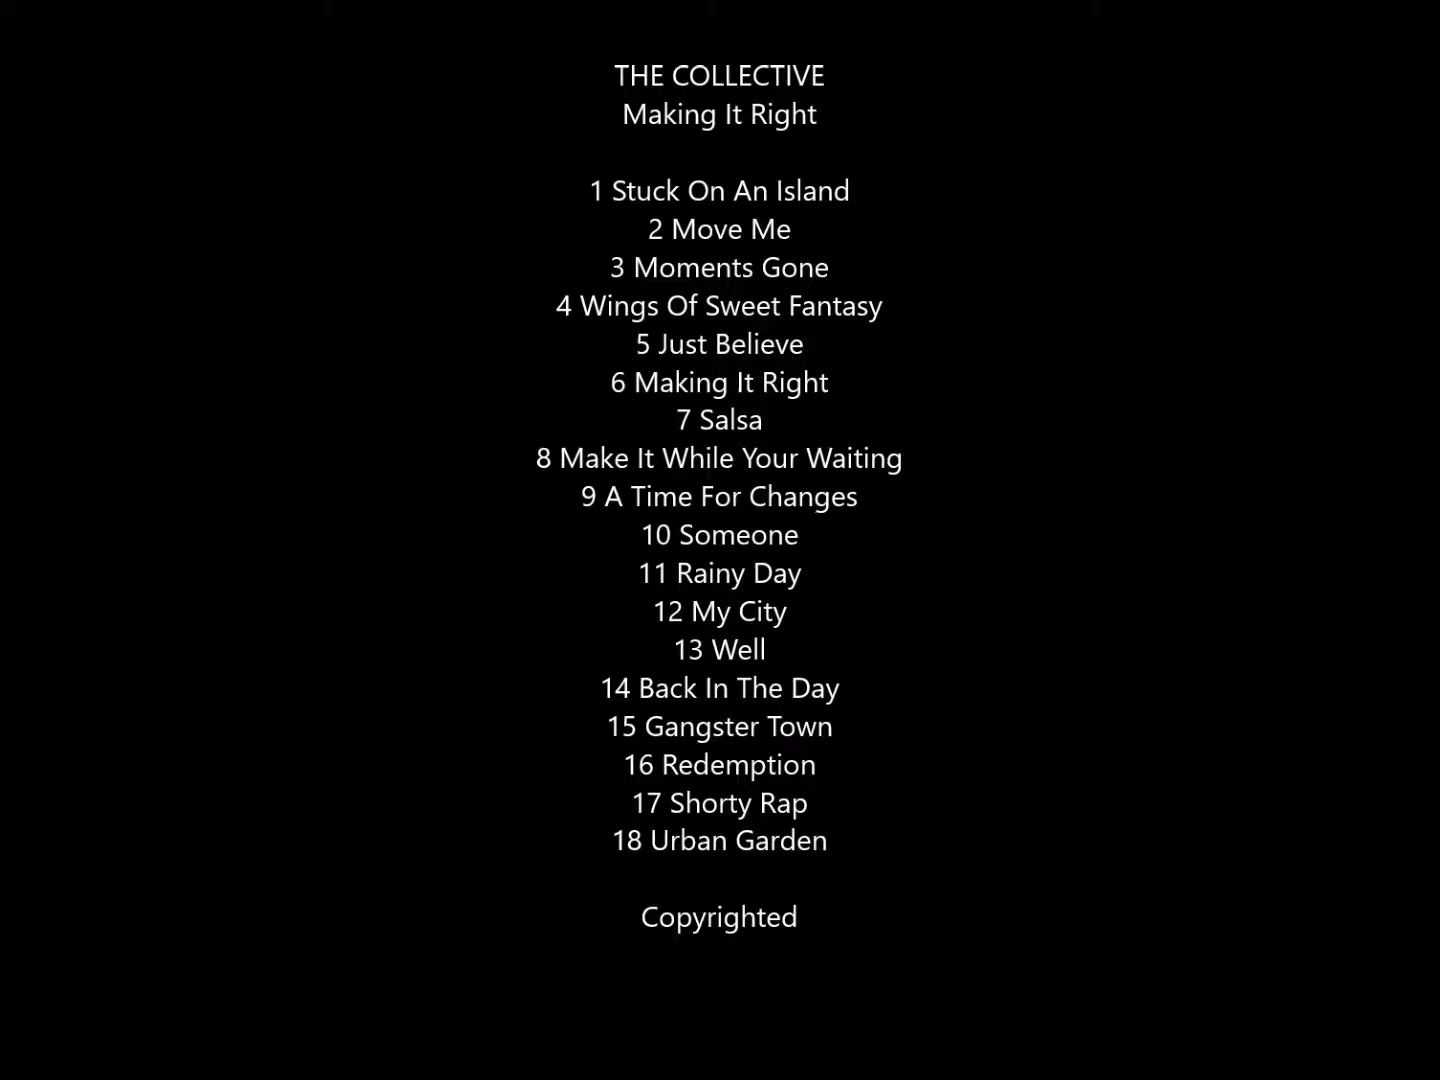 THE COLLECTIVE
Making It Right
1 Stuck On An Island
2 Move Me
3 Moments Gone
4 Wings Of Sweet Fantasy
5 Just Believe
6 Making It Right
7 Salsa
8 Make It While Your Waiting
9 A Time For Changes
10 Someone
11 Rainy Day
12 My City
13 Well
14 Back In The Day
15 Gangster Town
16 Redemption
17 Shorty Rap
18 Urban Garden
Copyrighted